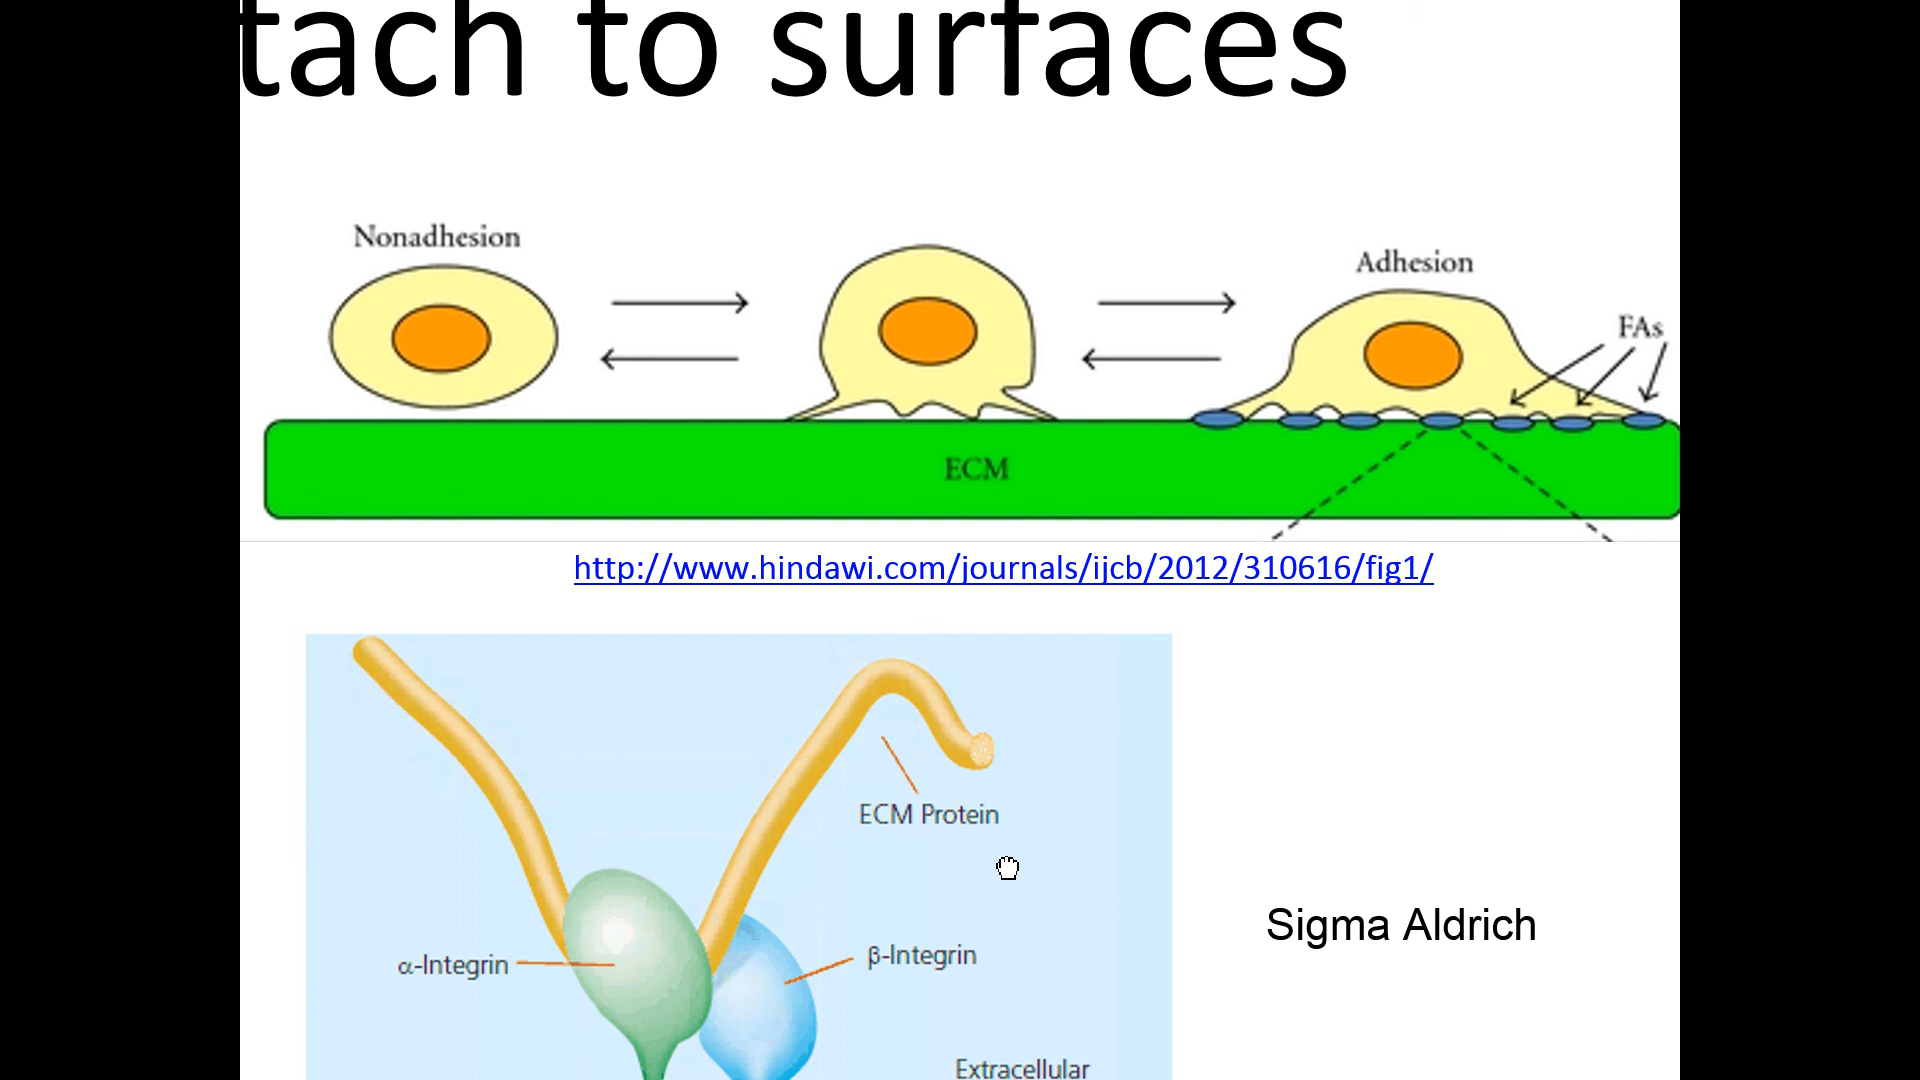 tach to surfaces
Nonadhesion
Adhesion
FAs
ECM
http://www.hindawi.com/journals/ijcb/2012/310616/fig1/
ECM Protein
Sigma Aldrich
α-Integrin
β-Integrin
Extracellular